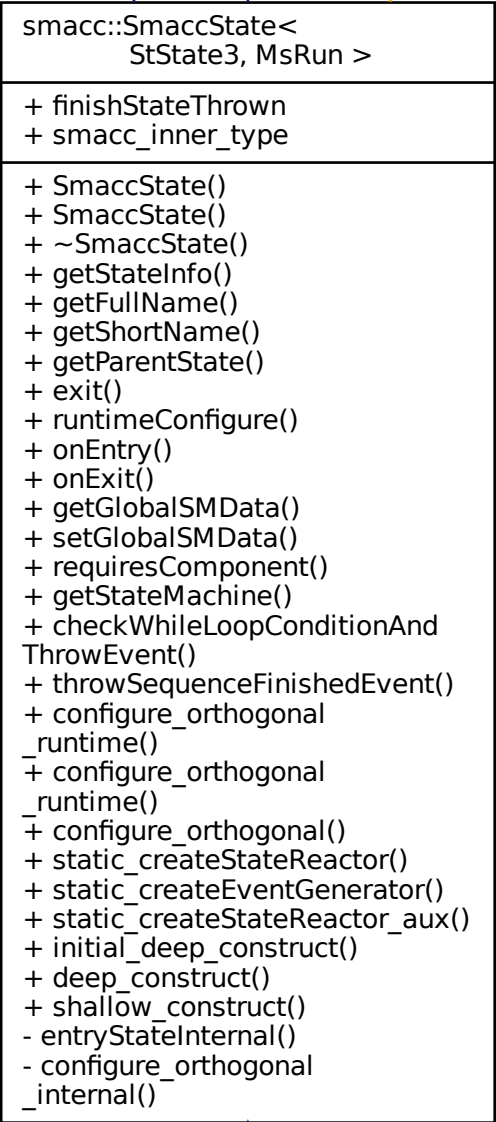 smacc::SmaccState<
StState3, MsRun >
+ finishStateThrown
+ smacc_inner_type
+ SmaccState()
+ SmaccState()
+ ~SmaccState()
+ getStateInfo()
+ getFullName()
+ getShortName()
+ getParentState()
+ exit()
+ runtimeConfigure()
+ onEntry()
+ onExit()
+ getGlobalSMData()
+ setGlobalSMData()
+ requiresComponent()
+ getStateMachine()
+ checkWhileLoopConditionAnd
ThrowEvent()
+ throwSequenceFinishedEvent()
+ configure_orthogonal
_runtime()
+ configure_orthogonal
_runtime()
+ configure_orthogonal()
+ static_createStateReactor()
+ static_createEventGenerator()
+ static_createStateReactor_aux()
+ initial_deep_construct()
+ deep_construct()
+ shallow_construct()
- entryStateInternal()
- configure_orthogonal
_internal()